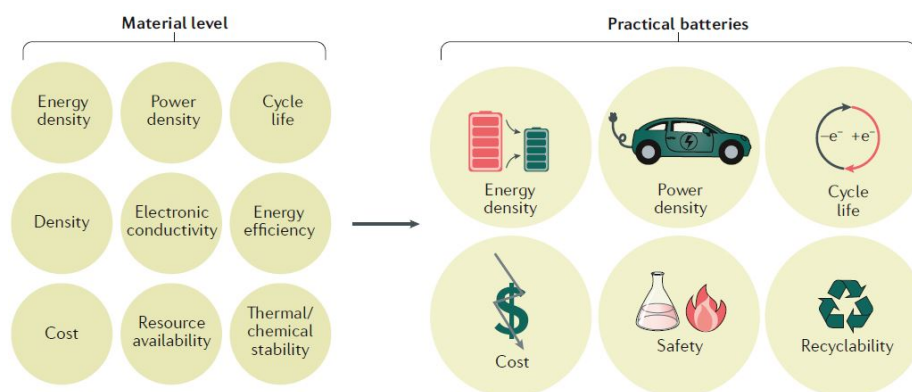 Material level
Practical batteries
Energy
density
Power
density
Cycle
life
Density
Electronic
conductivity
Energy
efficiency
Cost
Resource
availability
Thermal/
chemical
stability
Energy
density
Power
density
–e⁻ +e⁻
Cycle
life
$
Cost
Safety
Recyclability